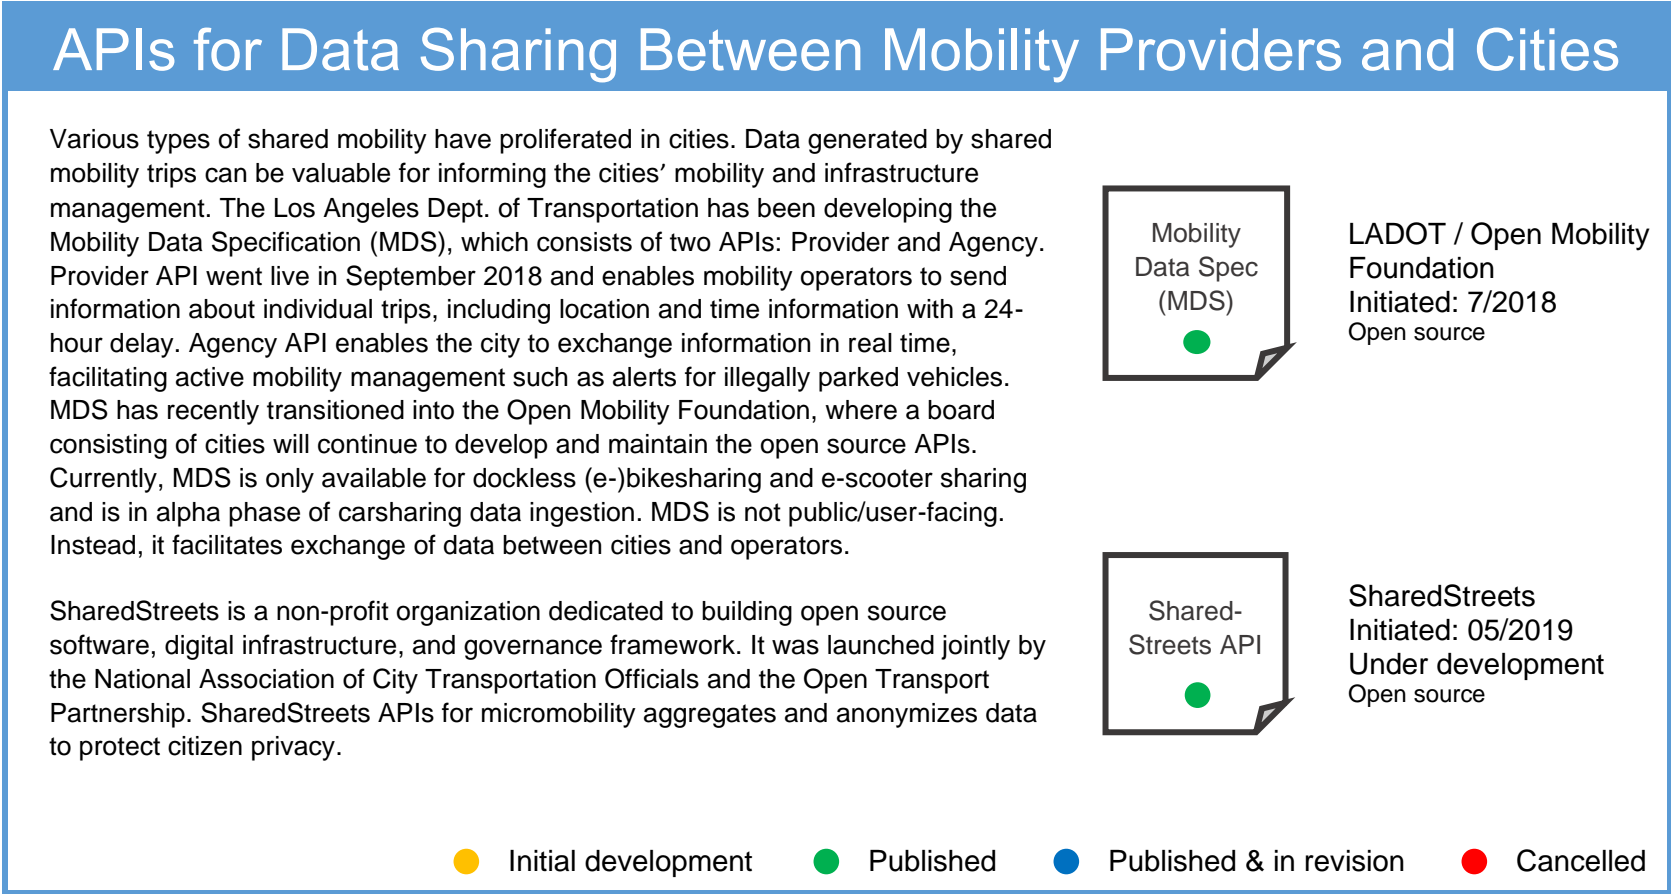 APIs for Data Sharing Between Mobility Providers and Cities
Various types of shared mobility have proliferated in cities. Data generated by shared
mobility trips can be valuable for informing the cities’ mobility and infrastructure
management. The Los Angeles Dept. of Transportation has been developing the
Mobility Data Specification (MDS), which consists of two APIs: Provider and Agency.
Provider API went live in September 2018 and enables mobility operators to send
information about individual trips, including location and time information with a 24-
hour delay. Agency API enables the city to exchange information in real time,
facilitating active mobility management such as alerts for illegally parked vehicles.
MDS has recently transitioned into the Open Mobility Foundation, where a board
consisting of cities will continue to develop and maintain the open source APIs.
Currently, MDS is only available for dockless (e-)bikesharing and e-scooter sharing
and is in alpha phase of carsharing data ingestion. MDS is not public/user-facing.
Instead, it facilitates exchange of data between cities and operators.
SharedStreets is a non-profit organization dedicated to building open source
software, digital infrastructure, and governance framework. It was launched jointly by
the National Association of City Transportation Officials and the Open Transport
Partnership. SharedStreets APIs for micromobility aggregates and anonymizes data
to protect citizen privacy.
Mobility
Data Spec
(MDS)
LADOT / Open Mobility
Foundation
Initiated: 7/2018
Open source
Shared-
Streets API
SharedStreets
Initiated: 05/2019
Under development
Open source
Initial development
Published
Published & in revision
Cancelled